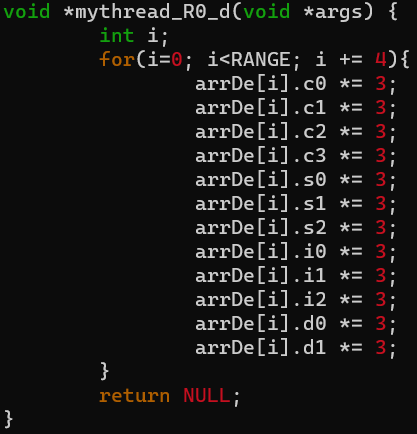 void *mythread_R0_d(void *args) {
        int i;
        for(i=0; i<RANGE; i += 4){
                arrDe[i].c0 *= 3;
                arrDe[i].c1 *= 3;
                arrDe[i].c2 *= 3;
                arrDe[i].c3 *= 3;
                arrDe[i].s0 *= 3;
                arrDe[i].s1 *= 3;
                arrDe[i].s2 *= 3;
                arrDe[i].i0 *= 3;
                arrDe[i].i1 *= 3;
                arrDe[i].i2 *= 3;
                arrDe[i].d0 *= 3;
                arrDe[i].d1 *= 3;
        }
        return NULL;
}